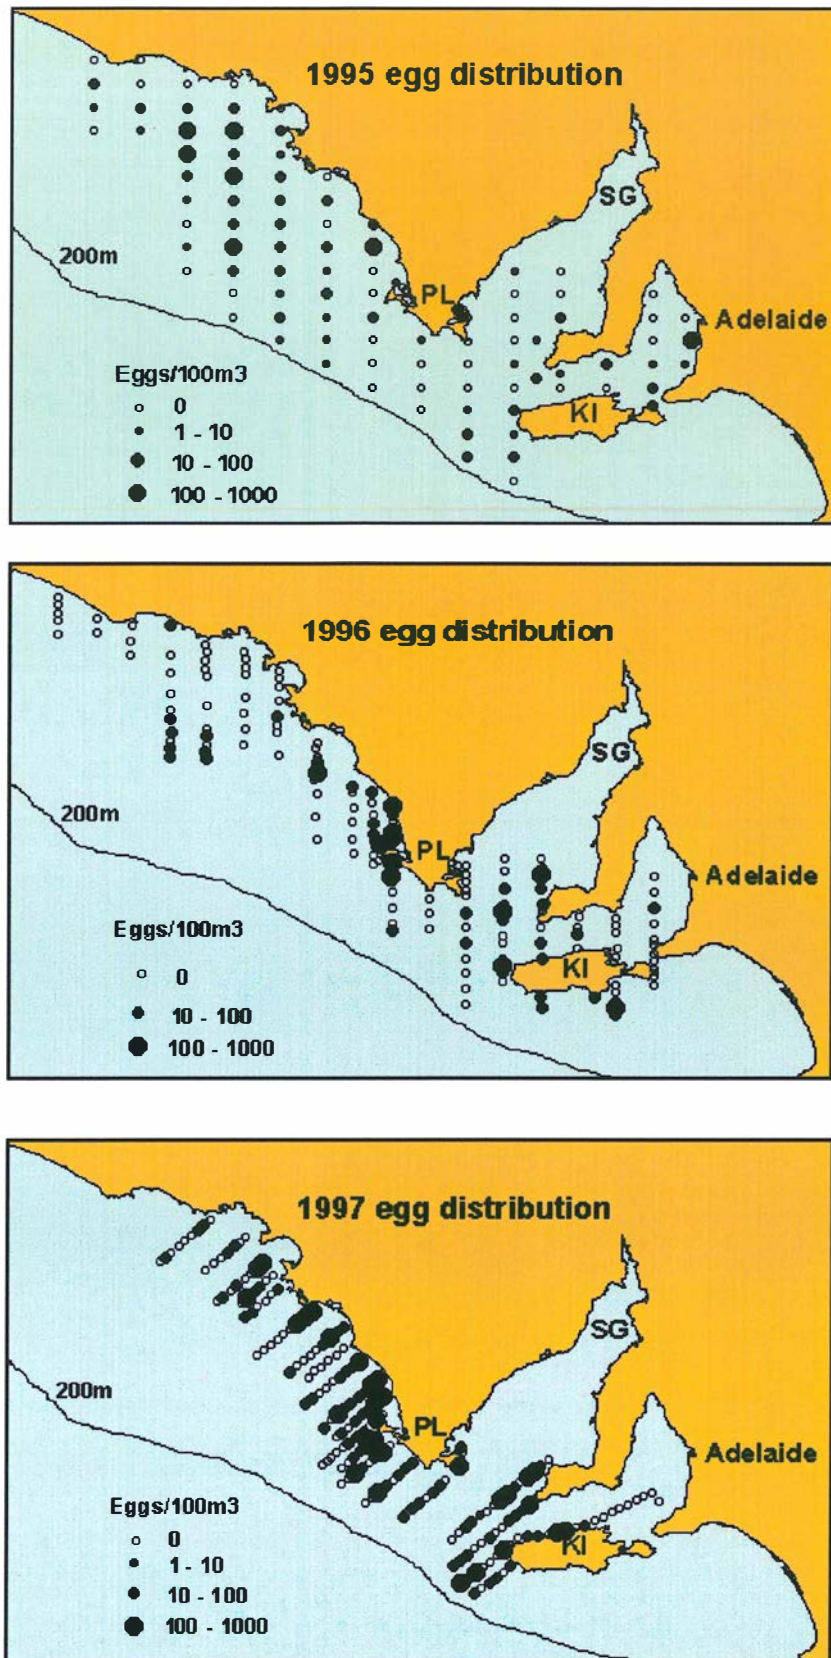 1995 egg distribution
SG
200m
PL
Adelaide
Eggs/100m3
0
1 - 10
10 - 100
100 - 1000
KI
1996 egg distribution
SG
200m
PL
Adelaide
Eggs/100m3
0
10 - 100
100 - 1000
KI
1997 egg distribution
SG
200m
PL
Adelaide
Eggs/100m3
0
1 - 10
10 - 100
100 - 1000
KI